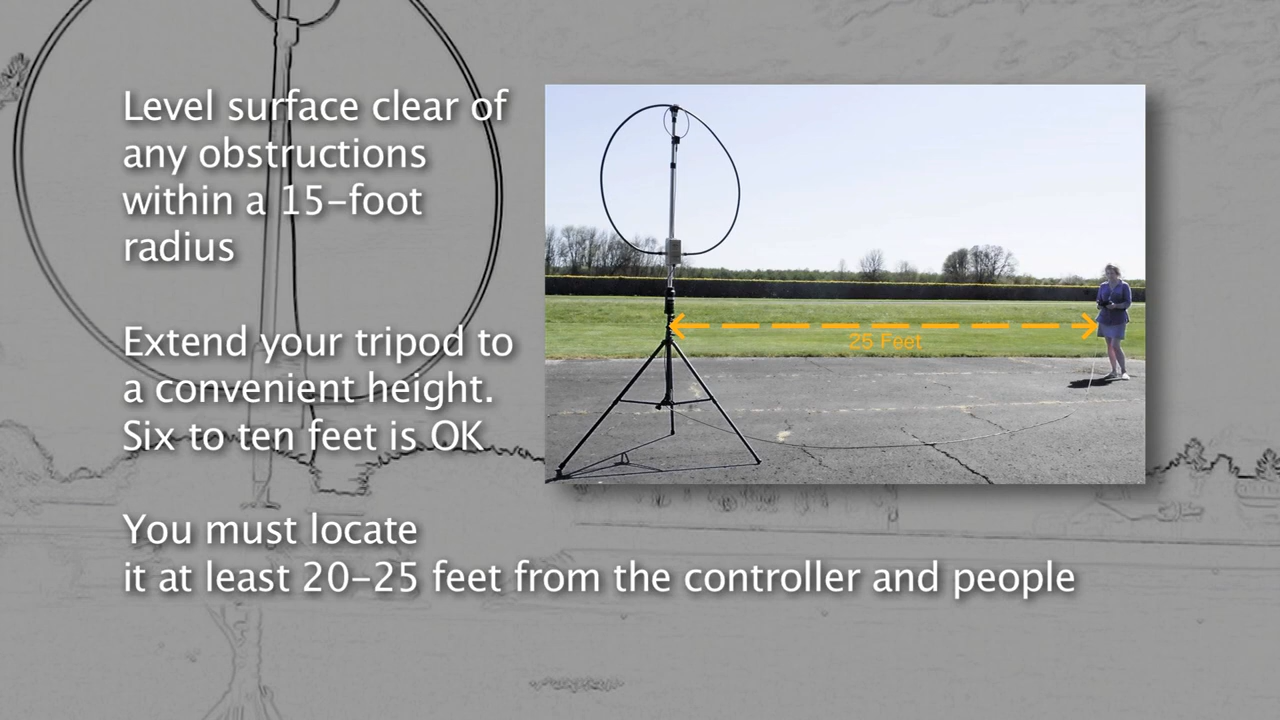 Level surface clear of
any obstructions
within a 15-foot
radius
Extend your tripod to
a convenient height.
Six to ten feet is OK.
25 Feet
You must locate
it at least 20-25 feet from the controller and people